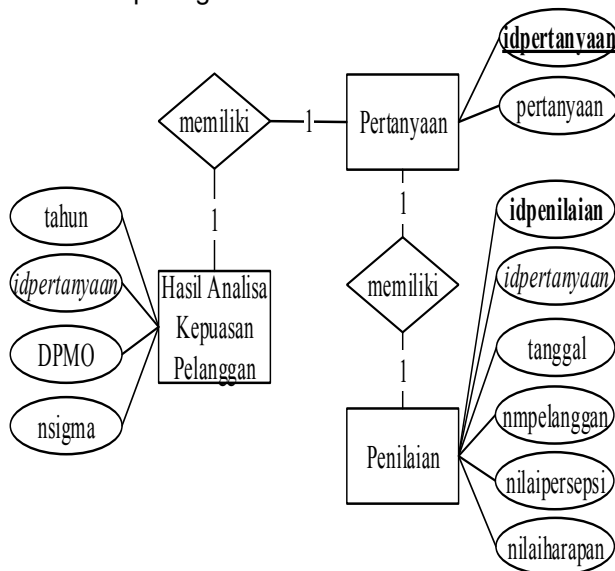 idpertanyaan
pertanyaan
memiliki
1
Pertanyaan
1
1
tahun
idpertanyaan
DPMO
nsigma
Hasil Analisa
Kepuasan
Pelanggan
memiliki
1
Penilaian
idpenilaian
idpertanyaan
tanggal
nmpelanggan
nilaipersepsi
nilaiharapan